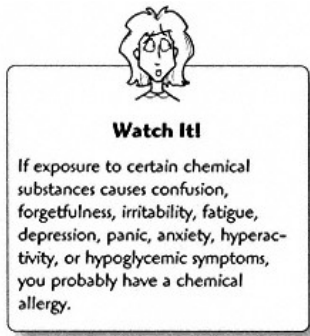 Watch It!
If exposure to certain chemical
substances causes confusion,
forgetfulness, irritability, fatigue,
depression, panic, anxiety, hyperac-
tivity, or hypoglycemic symptoms,
you probably have a chemical
allergy.